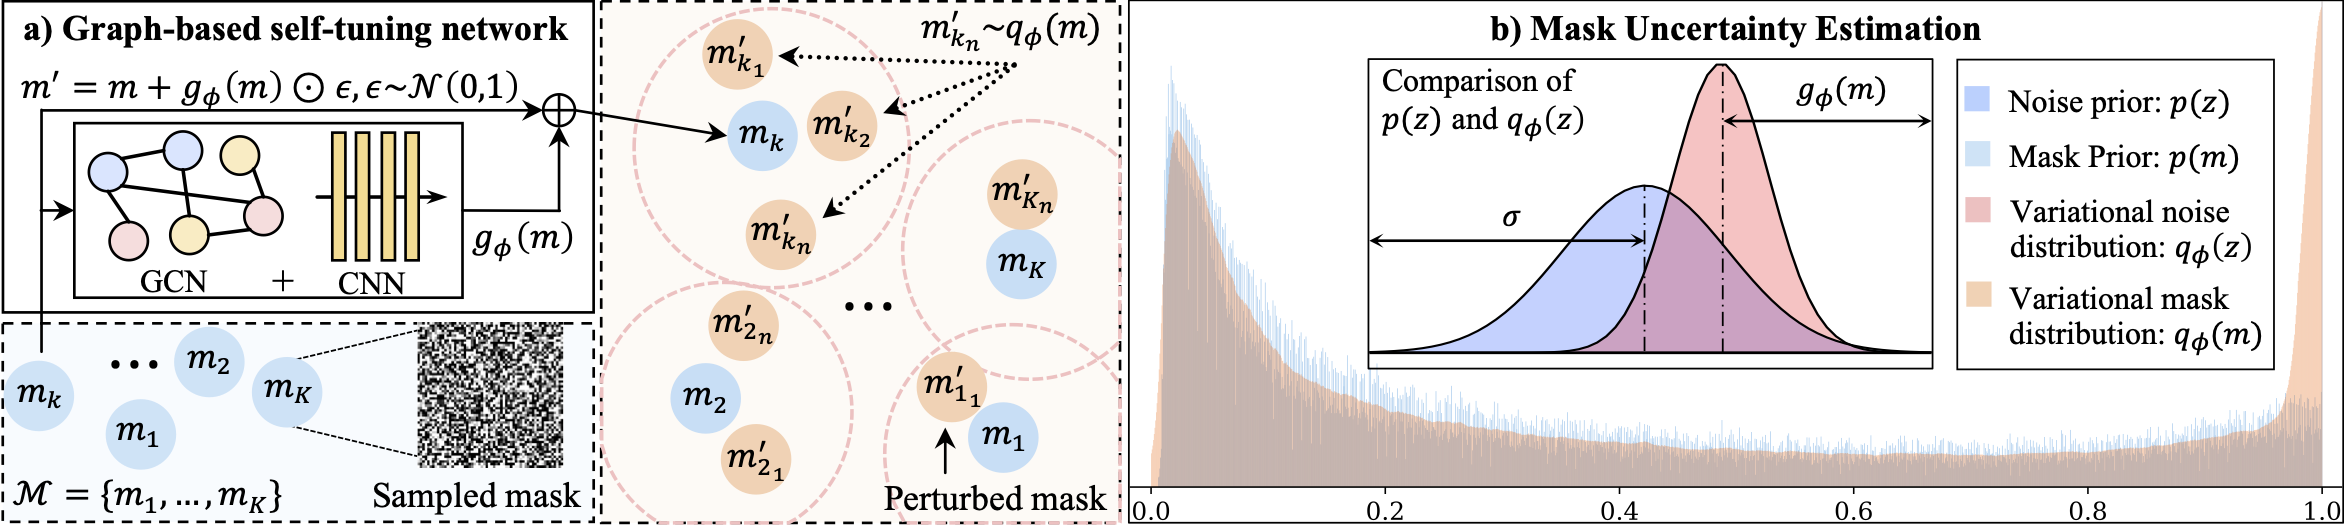 a) Graph-based self-tuning network
m′ = m + g_ϕ(m) ⊙ ϵ, ϵ~𝒩(0,1)
GCN + CNN
g_ϕ(m)
m_k
... m_2
m_K
m_1
ℳ = {m_1, ..., m_K}
Sampled mask
m′_{k_n}~q_ϕ(m)
m′_{k_1}
m_k
m′_{k_2}
m′_{k_n}
m′_{K_n}
m_K
...
m′_{2_n}
m_2
m′_{2_1}
m′_{1_1}
m_1
Perturbed mask
b) Mask Uncertainty Estimation
Comparison of
p(z) and q_ϕ(z)
g_ϕ(m)
σ
Noise prior: p(z)
Mask Prior: p(m)
Variational noise
distribution: q_ϕ(z)
Variational mask
distribution: q_ϕ(m)
0.0 0.2 0.4 0.6 0.8 1.0